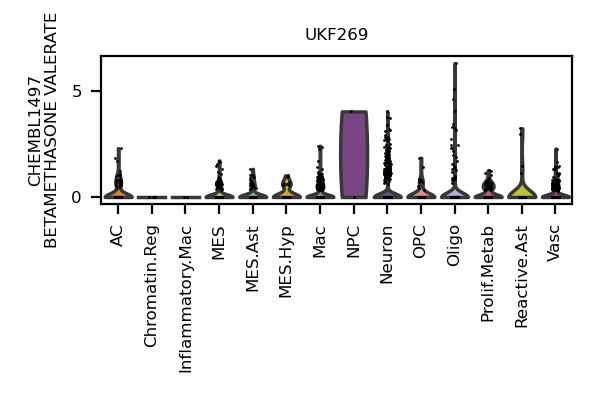 UKF269
CHEMBL1497
BETAMETHASONE VALERATE
5
0
AC
Chromatin.Reg
Inflammatory.Mac
MES
MES.Ast
MES.Hyp
Mac
NPC
Neuron
OPC
Oligo
Prolif.Metab
Reactive.Ast
Vasc